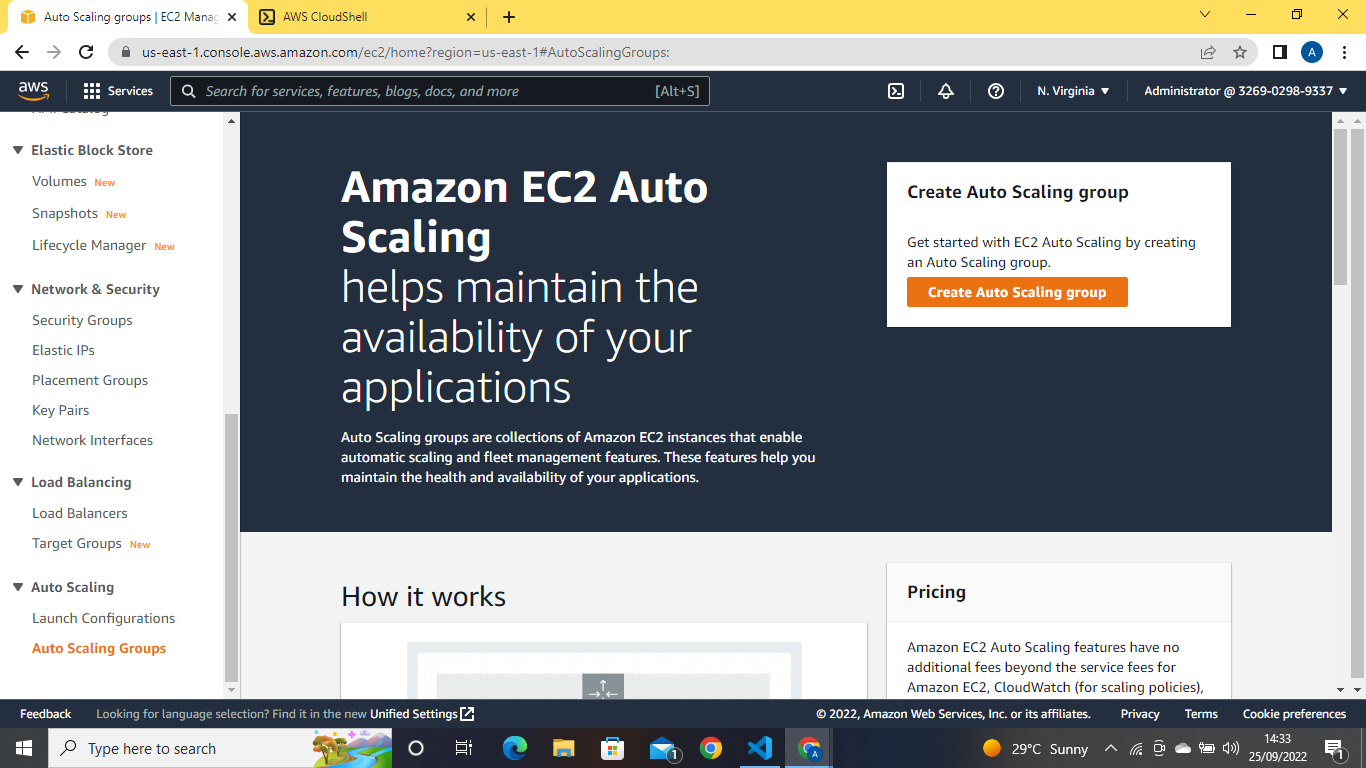 Auto Scaling groups | EC2 Manag
AWS CloudShell
us-east-1.console.aws.amazon.com/ec2/home?region=us-east-1#AutoScalingGroups:
A
aws
Services
Search for services, features, blogs, docs, and more
[Alt+S]
N. Virginia
Administrator @ 3269-0298-9337
Elastic Block Store
Volumes New
Snapshots New
Lifecycle Manager New
Network & Security
Security Groups
Elastic IPs
Placement Groups
Key Pairs
Network Interfaces
Load Balancing
Load Balancers
Target Groups New
Auto Scaling
Launch Configurations
Auto Scaling Groups
Amazon EC2 Auto
Scaling
helps maintain the
availability of your
applications
Auto Scaling groups are collections of Amazon EC2 instances that enable
automatic scaling and fleet management features. These features help you
maintain the health and availability of your applications.
Create Auto Scaling group
Get started with EC2 Auto Scaling by creating
an Auto Scaling group.
Create Auto Scaling group
How it works
Pricing
Amazon EC2 Auto Scaling features have no
additional fees beyond the service fees for
Amazon EC2, CloudWatch (for scaling policies),
Feedback
Looking for language selection? Find it in the new Unified Settings
© 2022, Amazon Web Services, Inc. or its affiliates.
Privacy
Terms
Cookie preferences
Type here to search
1
A
29°C Sunny
14:33
25/09/2022
1